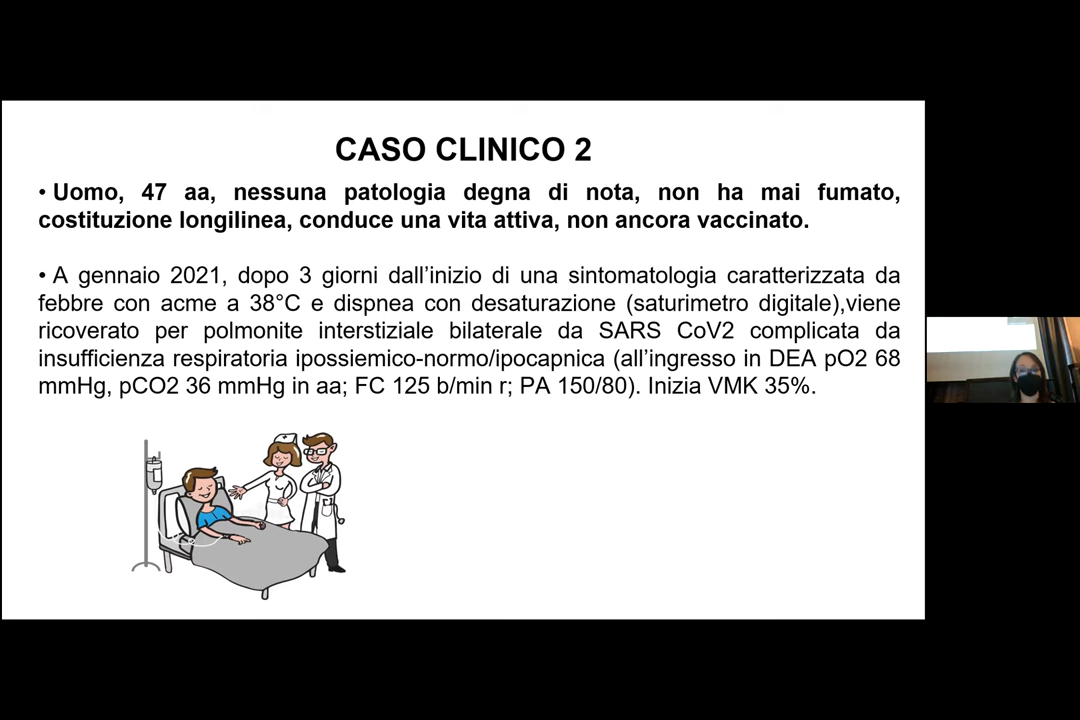 CASO CLINICO 2
• Uomo, 47 aa, nessuna patologia degna di nota, non ha mai fumato,
costituzione longilinea, conduce una vita attiva, non ancora vaccinato.
• A gennaio 2021, dopo 3 giorni dall’inizio di una sintomatologia caratterizzata da
febbre con acme a 38°C e dispnea con desaturazione (saturimetro digitale),viene
ricoverato per polmonite interstiziale bilaterale da SARS CoV2 complicata da
insufficienza respiratoria ipossiemico-normo/ipocapnica (all’ingresso in DEA pO2 68
mmHg, pCO2 36 mmHg in aa; FC 125 b/min r; PA 150/80). Inizia VMK 35%.